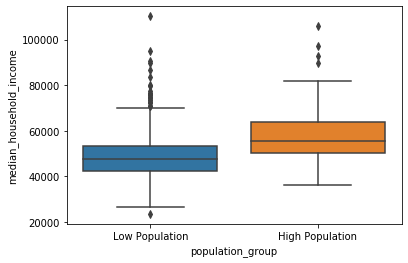 100000
80000
60000
40000
20000
median_household_income
Low Population
High Population
population_group